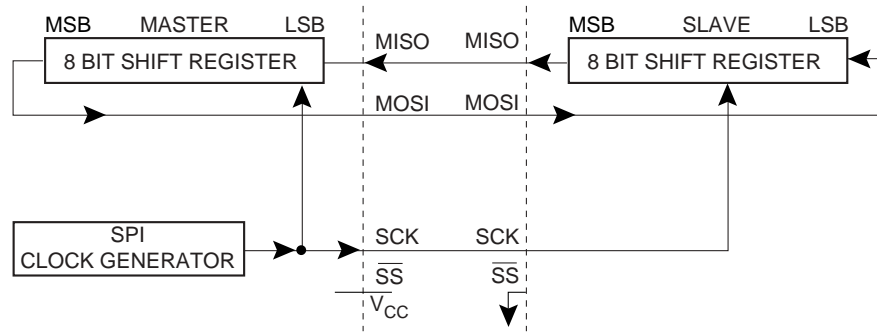 MSB MASTER LSB
8 BIT SHIFT REGISTER
MISO MISO
MSB SLAVE LSB
8 BIT SHIFT REGISTER
MOSI MOSI
SPI
CLOCK GENERATOR
SCK SCK
SS SS
VCC